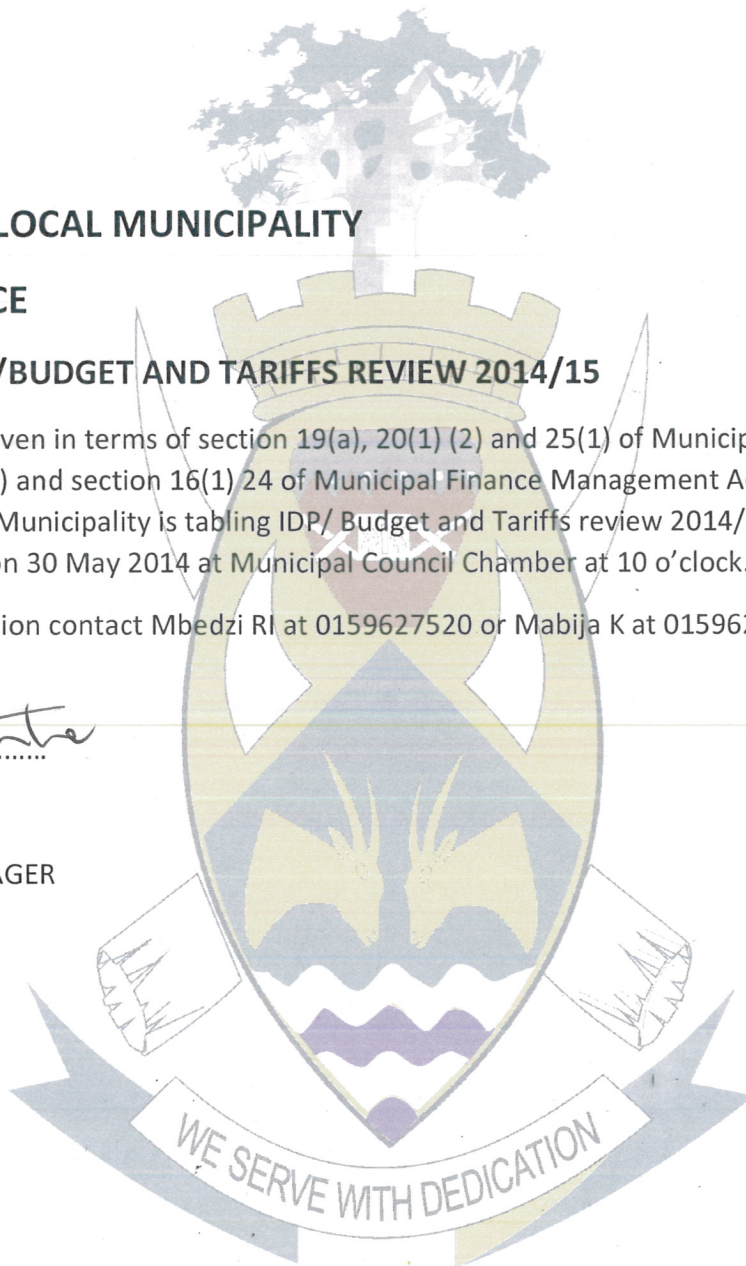 LOCAL MUNICIPALITY
CE
/BUDGET AND TARIFFS REVIEW 2014/15
ven in terms of section 19(a), 20(1) (2) and 25(1) of Municip
) and section 16(1) 24 of Municipal Finance Management A
Municipality is tabling IDP/ Budget and Tariffs review 2014/
on 30 May 2014 at Municipal Council Chamber at 10 o'clock.
ion contact Mbedzi RI at 0159627520 or Mabija K at 015962
AGER
WE SERVE WITH DEDICATION